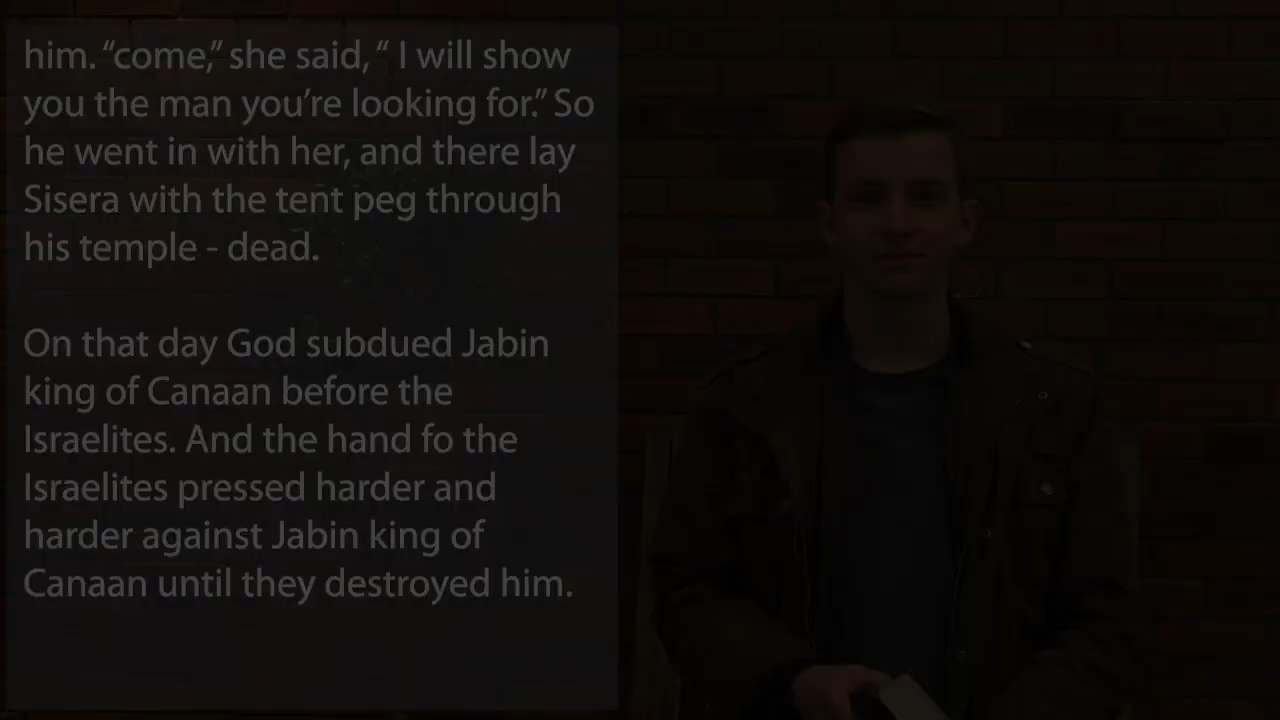 him. “come,” she said, “ I will show
you the man you’re looking for.” So
he went in with her, and there lay
Sisera with the tent peg through
his temple - dead.
On that day God subdued Jabin
king of Canaan before the
Israelites. And the hand fo the
Israelites pressed harder and
harder against Jabin king of
Canaan until they destroyed him.